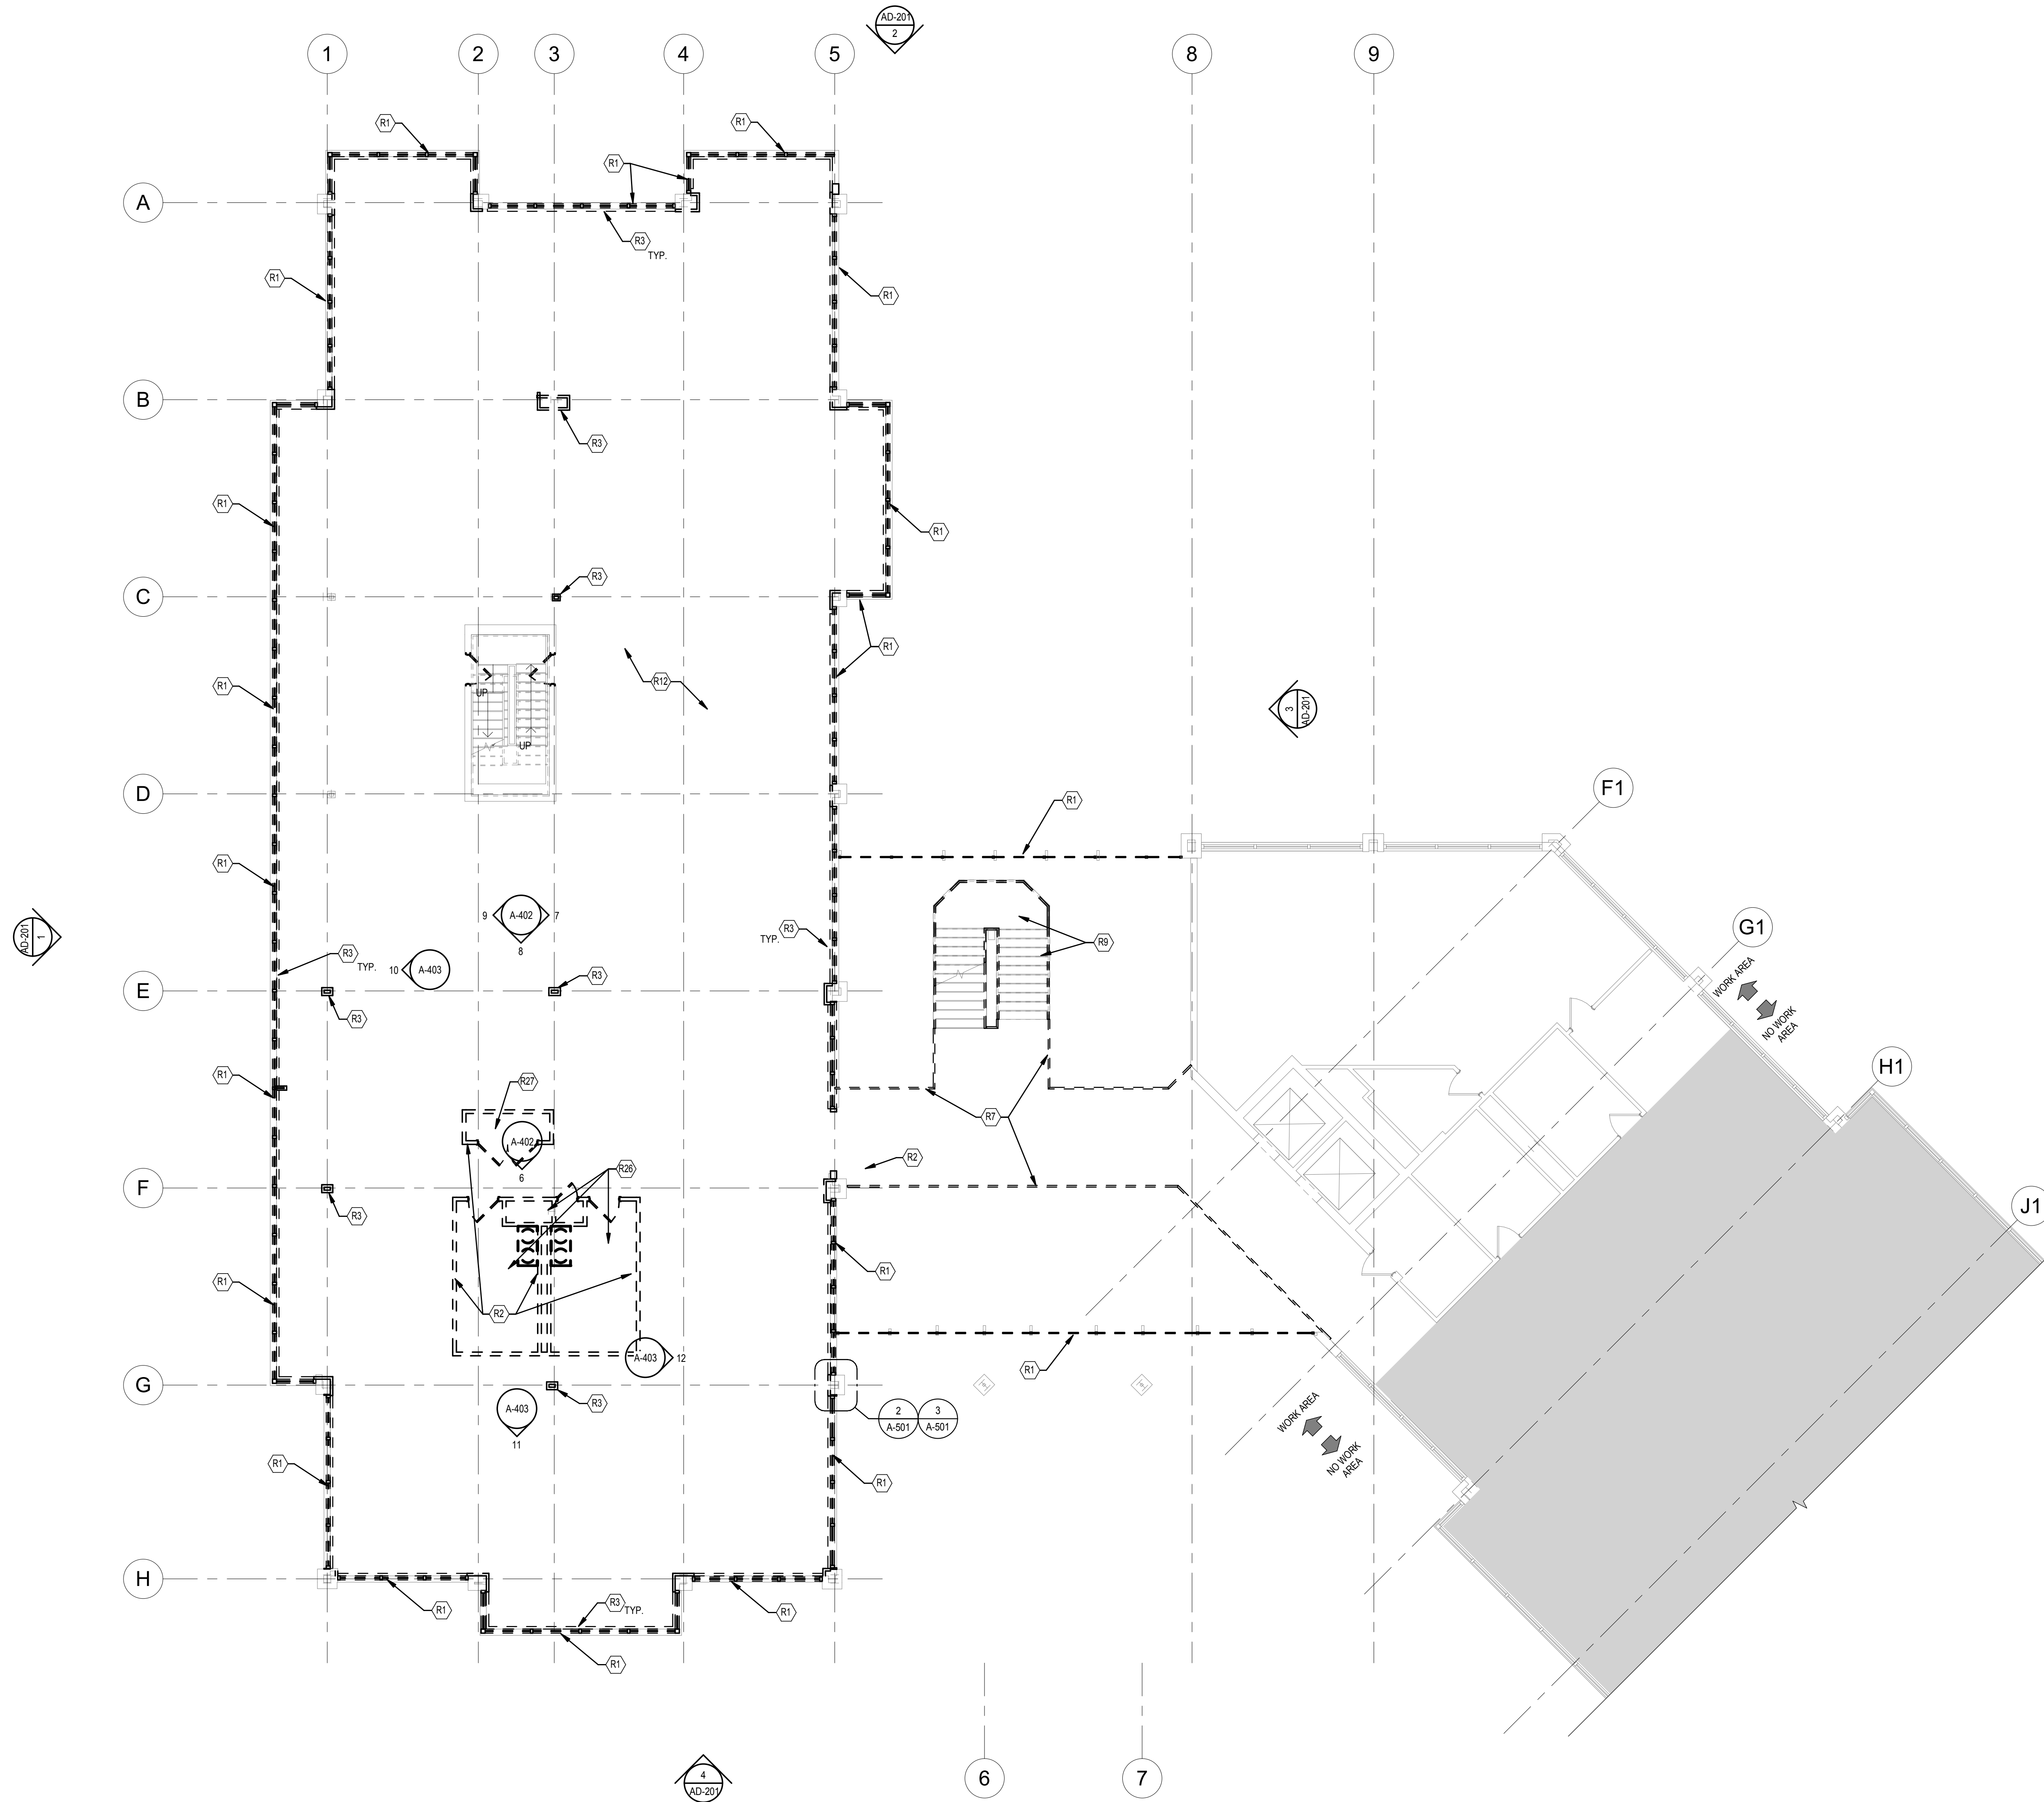 AD-201
2
1
2
3
4
5
8
9
R1
R1
R1
A
R3
TYP.
R1
R1
B
R3
R1
R1
R3
C
R1
R12
R1
UP
3
AD-201
UP
D
F1
R1
R1
9
A-402
7
8
G1
AD-201
1
R3
TYP.
R3
TYP.
R9
10
A-403
WORK AREA
R3
E
R3
NO WORK
AREA
R1
R27
H1
R7
A-402
6
R2
R26
F
R3
J1
R1
R1
R2
A-403
12
R1
G
R3
A-403
11
2
A-501
3
A-501
WORK AREA
NO WORK
AREA
R1
R1
H
R3
TYP.
R1
R1
R1
4
AD-201
6
7